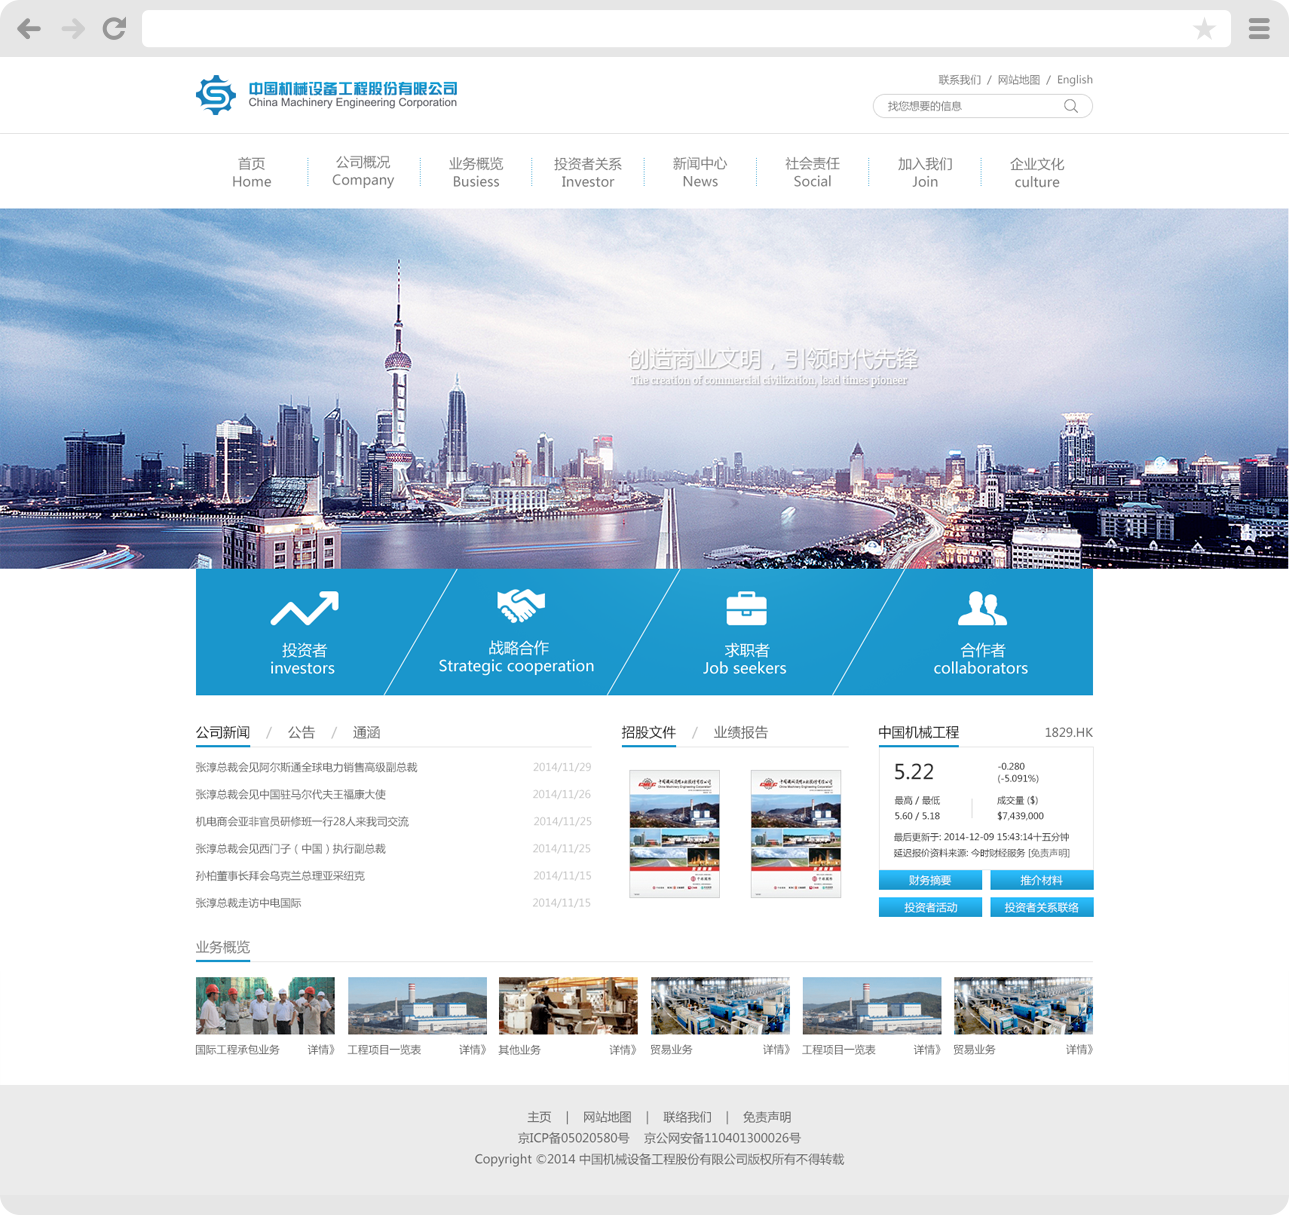 中国机械设备工程股份有限公司
China Machinery Engineering Corporation
联系我们 / 网站地图 / English
找您想要的信息
首页
Home
公司概况
Company
业务概览
Busiess
投资者关系
Investor
新闻中心
News
社会责任
Social
加入我们
Join
企业文化
culture
创造商业文明，引领时代先锋
The creation of commercial civilization, lead times pioneer
投资者
investors
战略合作
Strategic cooperation
求职者
Job seekers
合作者
collaborators
公司新闻 / 公告 / 通涵
张淳总裁会见阿尔斯通全球电力销售高级副总裁 2014/11/29
张淳总裁会见中国驻马尔代夫王福康大使 2014/11/26
机电商会亚非官员研修班一行28人来我司交流 2014/11/25
张淳总裁会见西门子（中国）执行副总裁 2014/11/25
孙柏董事长拜会乌克兰总理亚采纽克 2014/11/15
张淳总裁走访中电国际 2014/11/15
招股文件 / 业绩报告
中国机械工程 1829.HK
5.22
-0.280
(-5.091%)
最高 / 最低
5.60 / 5.18
成交量 ($)
$7,439,000
最后更新于: 2014-12-09 15:43:14十五分钟
延迟报价资料来源: 今时财经服务 [免责声明]
财务摘要 推介材料
投资者活动 投资者关系联络
业务概览
国际工程承包业务 详情》
工程项目一览表 详情》
其他业务 详情》
贸易业务 详情》
工程项目一览表 详情》
贸易业务 详情》
主页 | 网站地图 | 联络我们 | 免责声明
京ICP备05020580号 京公网安备110401300026号
Copyright ©2014 中国机械设备工程股份有限公司版权所有不得转载